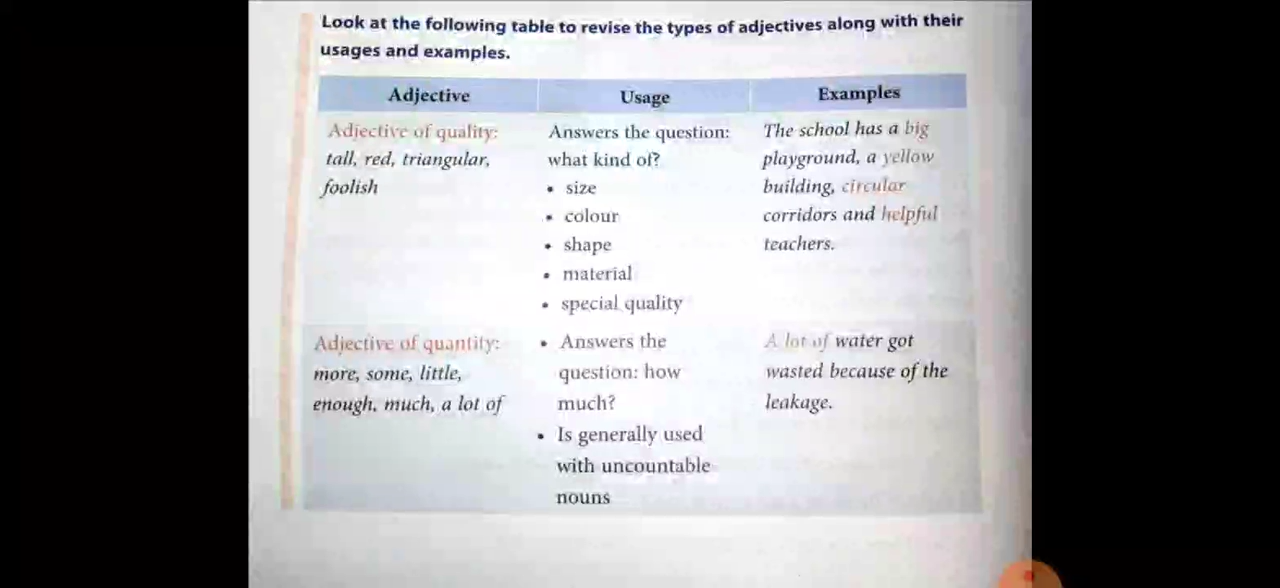 Look at the following table to revise the types of adjectives along with their
usages and examples.
Adjective
Usage
Examples
Adjective of quality:
tall, red, triangular,
foolish
Answers the question:
what kind of?
• size
• colour
• shape
• material
• special quality
The school has a big
playground, a yellow
building, circular
corridors and helpful
teachers.
Adjective of quantity:
more, some, little,
enough, much, a lot of
• Answers the
question: how
much?
• Is generally used
with uncountable
nouns
A lot of water got
wasted because of the
leakage.